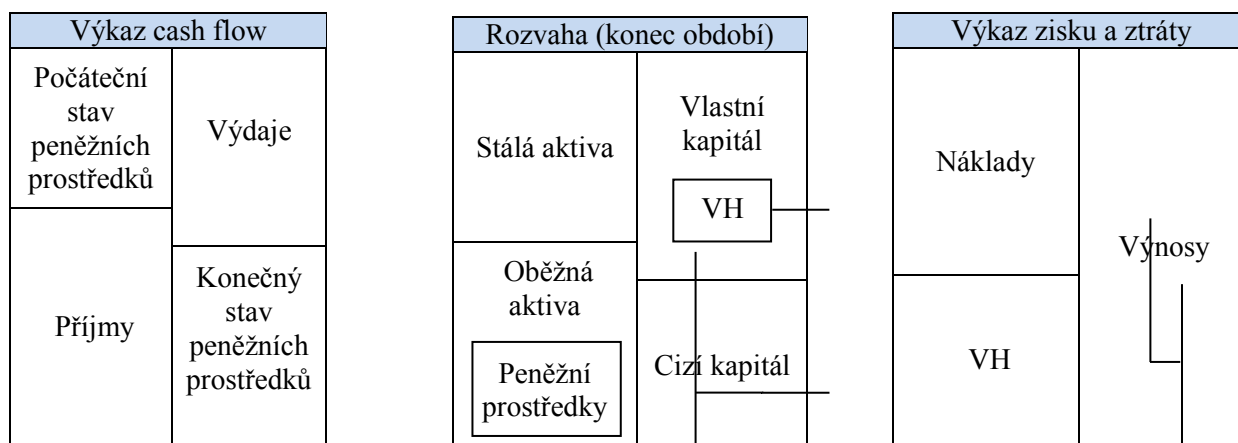 Výkaz cash flow
Počáteční
stav
peněžních
prostředků
Výdaje
Příjmy
Konečný
stav
peněžních
prostředků
Rozvaha (konec období)
Stálá aktiva
Vlastní
kapitál
VH
Oběžná
aktiva
Peněžní
prostředky
Cizí kapitál
Výkaz zisku a ztráty
Náklady
Výnosy
VH